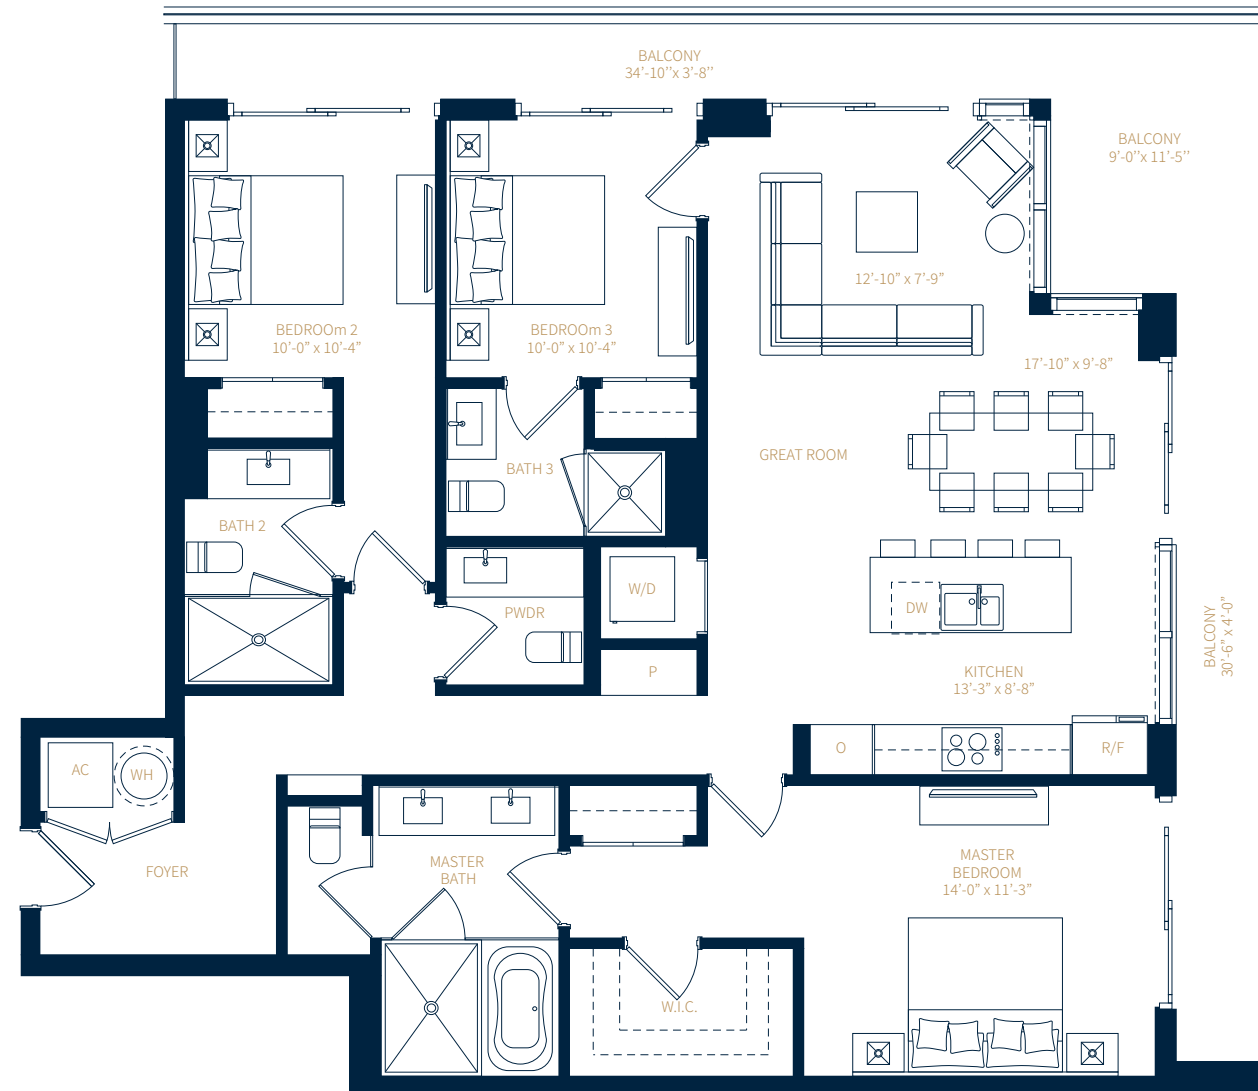 BALCONY
34’-10’’x 3’-8’’
BALCONY
9’-0’’x 11’-5’’
12’-10” x 7’-9”
BEDROOm 2
10’-0” x 10’-4”
BEDROOm 3
10’-0” x 10’-4”
17’-10” x 9’-8”
GREAT ROOM
BATH 3
BATH 2
W/D
PWDR
DW
BALCONY
30’-6” x 4’-0”
P
KITCHEN
13’-3” x 8’-8”
O
R/F
AC
WH
FOYER
MASTER
BATH
MASTER
BEDROOM
14’-0” x 11’-3”
W.I.C.